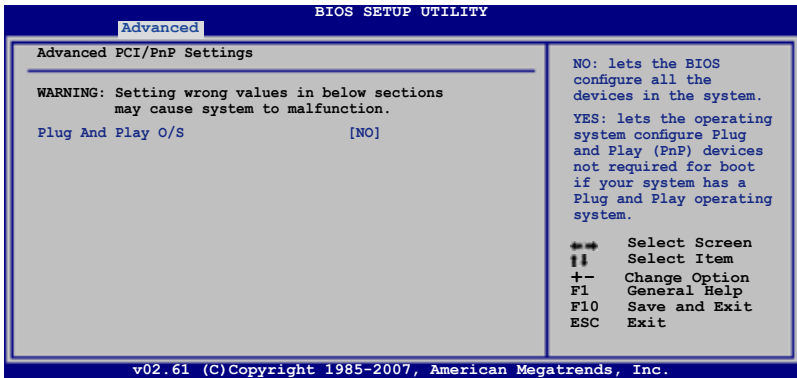 BIOS SETUP UTILITY
Advanced
Advanced PCI/PnP Settings
WARNING: Setting wrong values in below sections
may cause system to malfunction.
Plug And Play O/S [NO]
NO: lets the BIOS
configure all the
devices in the system.
YES: lets the operating
system configure Plug
and Play (PnP) devices
not required for boot
if your system has a
Plug and Play operating
system.
←→ Select Screen
↑↓ Select Item
+- Change Option
F1 General Help
F10 Save and Exit
ESC Exit
v02.61 (C)Copyright 1985-2007, American Megatrends, Inc.